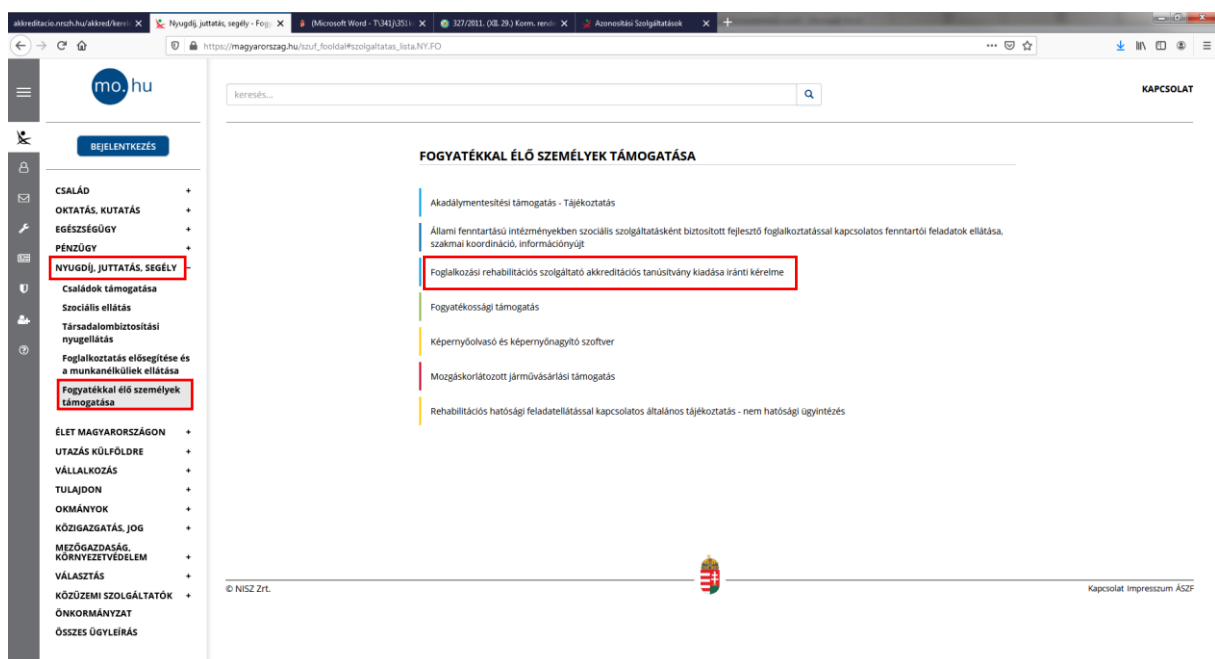 akkreditacio.nrszh.hu/akkred/kerel
Nyugdíj, juttatás, segély - Fog
(Microsoft Word - T\341j\351
327/2011. (XII. 29.) Korm. rende
Azonosítási Szolgáltatások
https://magyarorszag.hu/szuf_fooldal#szolgaltatas_lista.NY.FO
mo.hu
keresés...
KAPCSOLAT
BEJELENTKEZÉS
FOGYATÉKKAL ÉLŐ SZEMÉLYEK TÁMOGATÁSA
CSALÁD +
OKTATÁS, KUTATÁS +
EGÉSZSÉGÜGY +
PÉNZÜGY +
NYUGDÍJ, JUTTATÁS, SEGÉLY −
Családok támogatása
Szociális ellátás
Társadalombiztosítási
nyugellátás
Foglalkoztatás elősegítése és
a munkanélküliek ellátása
Fogyatékkal élő személyek
támogatása
ÉLET MAGYARORSZÁGON +
UTAZÁS KÜLFÖLDRE +
VÁLLALKOZÁS +
TULAJDON +
OKMÁNYOK +
KÖZIGAZGATÁS, JOG +
MEZŐGAZDASÁG,
KÖRNYEZETVÉDELEM +
VÁLASZTÁS +
KÖZÜZEMI SZOLGÁLTATÓK +
ÖNKORMÁNYZAT
ÖSSZES ÜGYLEÍRÁS
Akadálymentesítési támogatás - Tájékoztatás
Állami fenntartású intézményekben szociális szolgáltatásként biztosított fejlesztő foglalkoztatással kapcsolatos fenntartói feladatok ellátása,
szakmai koordináció, információnyújt
Foglalkozási rehabilitációs szolgáltató akkreditációs tanúsítvány kiadása iránti kérelme
Fogyatékossági támogatás
Képernyőolvasó és képernyőnagyító szoftver
Mozgáskorlátozott járművásárlási támogatás
Rehabilitációs hatósági feladatellátással kapcsolatos általános tájékoztatás - nem hatósági ügyintézés
© NISZ Zrt.
Kapcsolat Impresszum ÁSZF